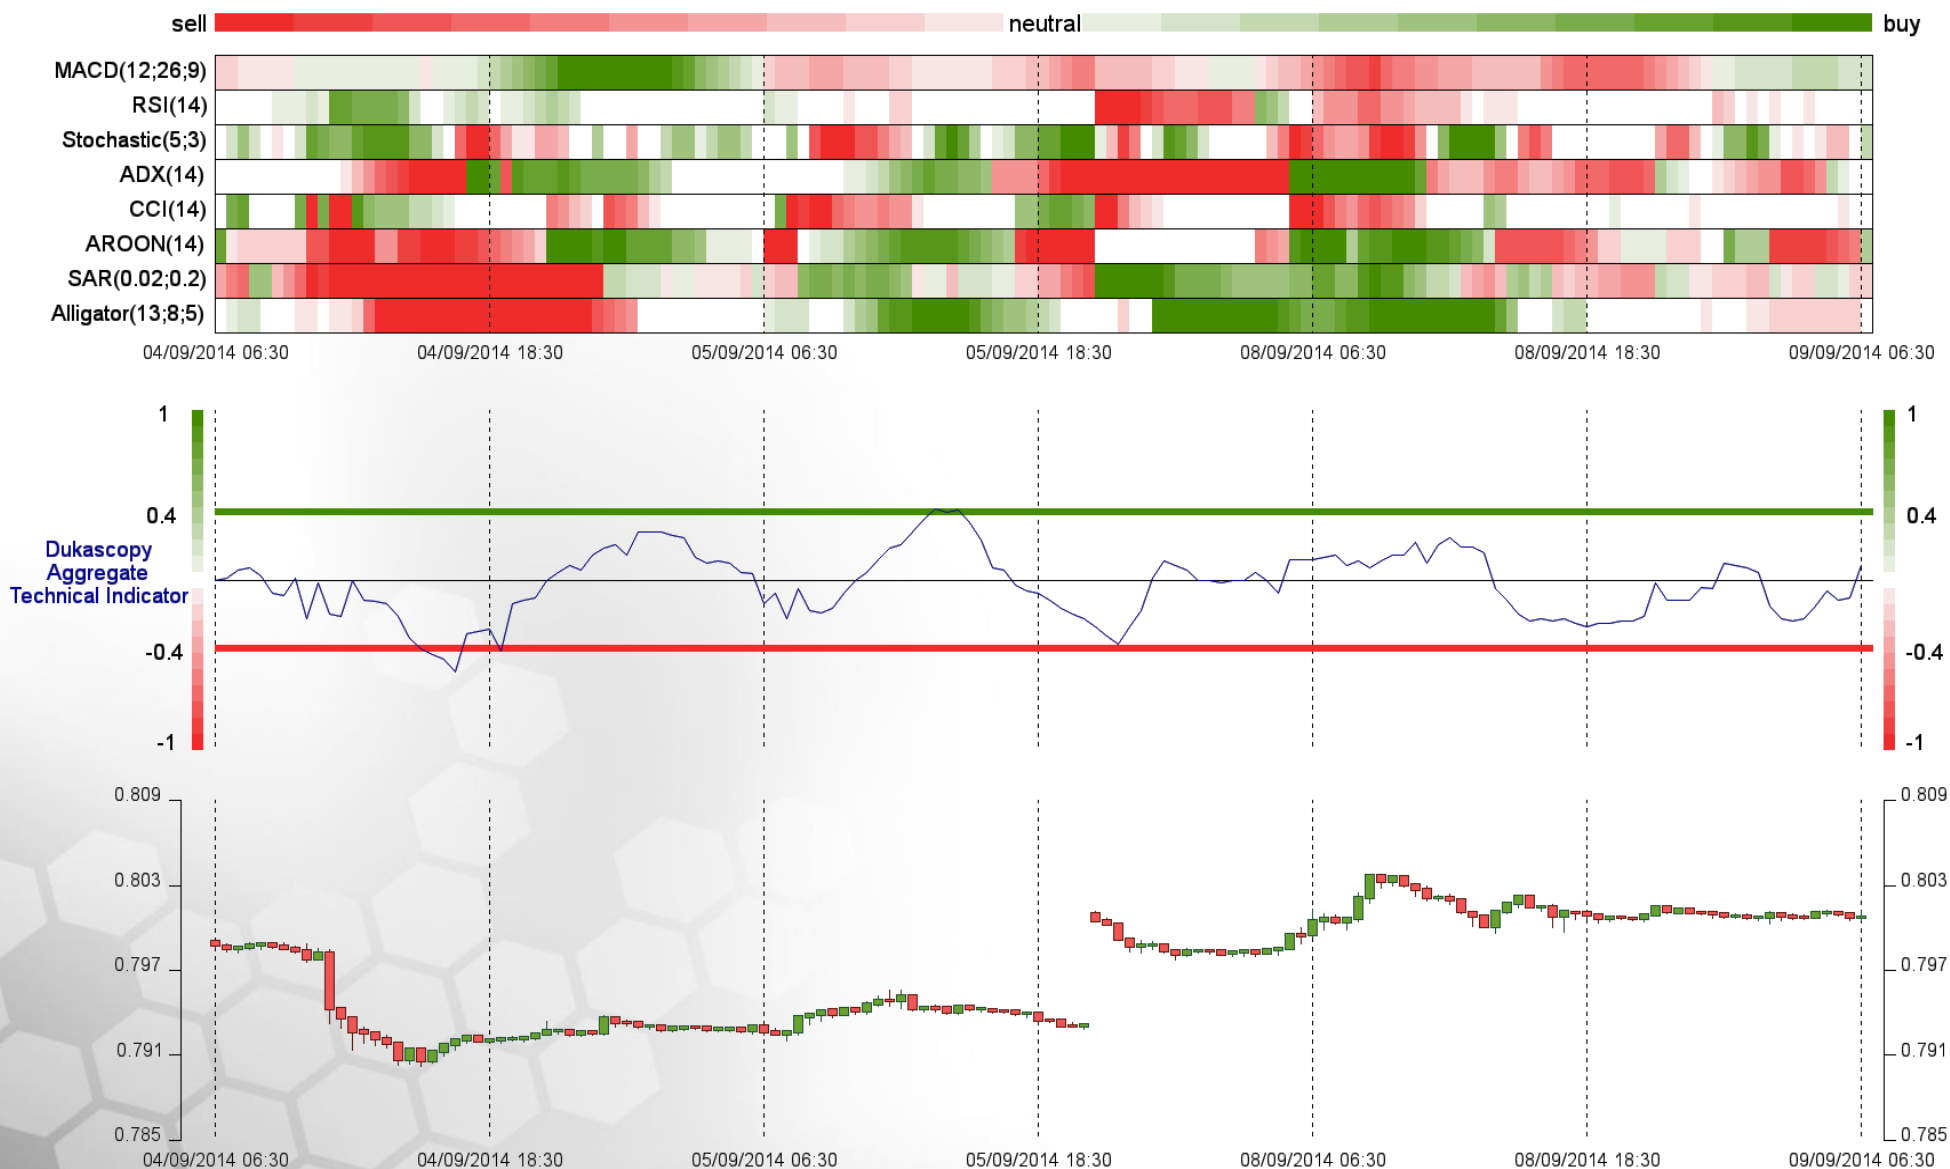 sell neutral buy
MACD(12;26;9)
RSI(14)
Stochastic(5;3)
ADX(14)
CCI(14)
AROON(14)
SAR(0.02;0.2)
Alligator(13;8;5)
04/09/2014 06:30 04/09/2014 18:30 05/09/2014 06:30 05/09/2014 18:30 08/09/2014 06:30 08/09/2014 18:30 09/09/2014 06:30
1 1
0.4 0.4
Dukascopy
Aggregate
Technical Indicator
-0.4 -0.4
-1 -1
0.809 0.809
0.803 0.803
0.797 0.797
0.791 0.791
0.785 0.785
04/09/2014 06:30 04/09/2014 18:30 05/09/2014 06:30 05/09/2014 18:30 08/09/2014 06:30 08/09/2014 18:30 09/09/2014 06:30